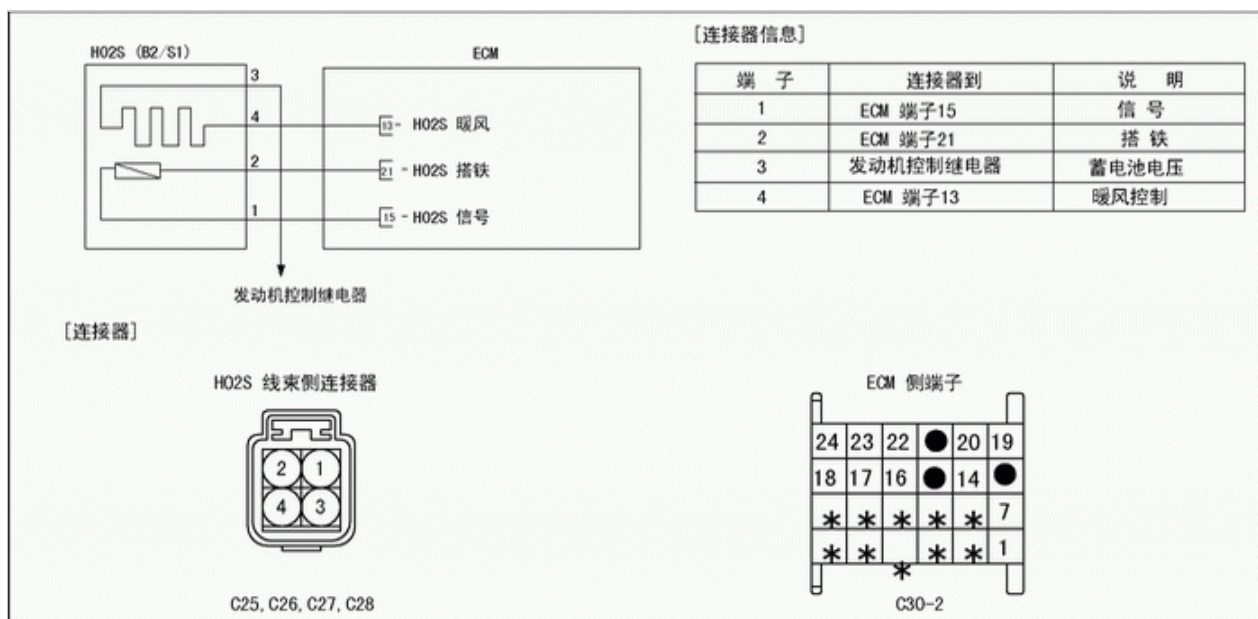 HO2S (B2/S1)
ECM
3
4
13- HO2S 暖风
2
21 - HO2S 搭铁
1
15 - HO2S 信号
发动机控制继电器
[连接器信息]
端 子 连接器到 说 明
1 ECM 端子15 信 号
2 ECM 端子21 搭 铁
3 发动机控制继电器 蓄电池电压
4 ECM 端子13 暖风控制
[连接器]
HO2S 线束侧连接器
2 1
4 3
C25, C26, C27, C28
ECM 侧端子
24 23 22 ● 20 19
18 17 16 ● 14 ●
* * * * * 7
* * * * * 1
C30-2